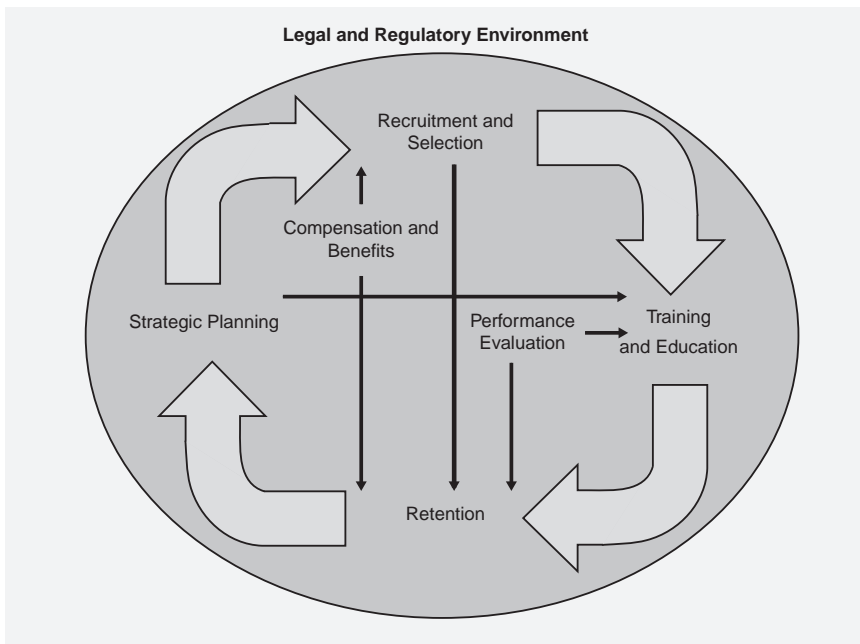 Legal and Regulatory Environment
Recruitment and
Selection
Compensation and
Benefits
Strategic Planning
Performance
Evaluation
Training
and Education
Retention